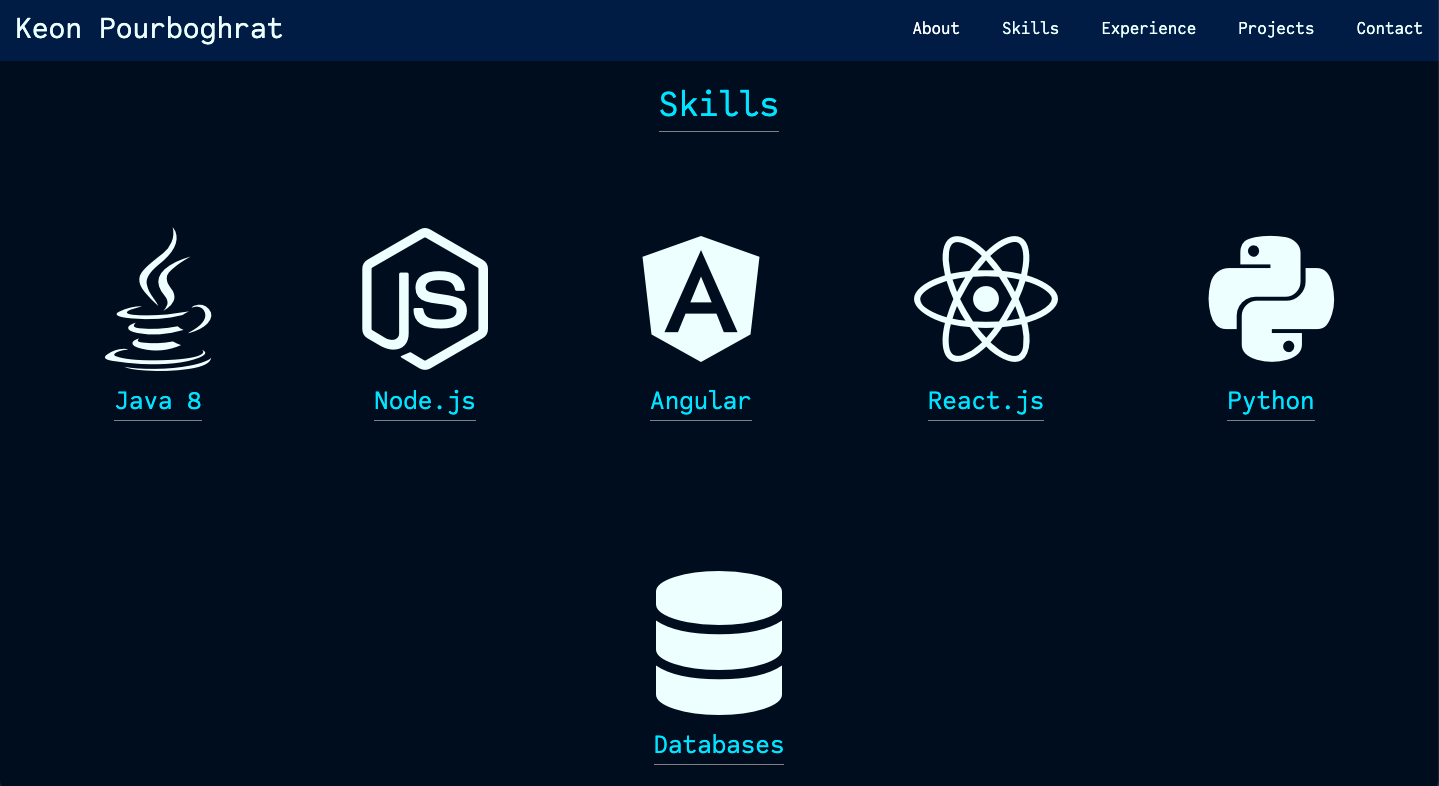 Keon Pourboghrat
About Skills Experience Projects Contact
Skills
JS
A
Java 8 Node.js Angular React.js Python
Databases